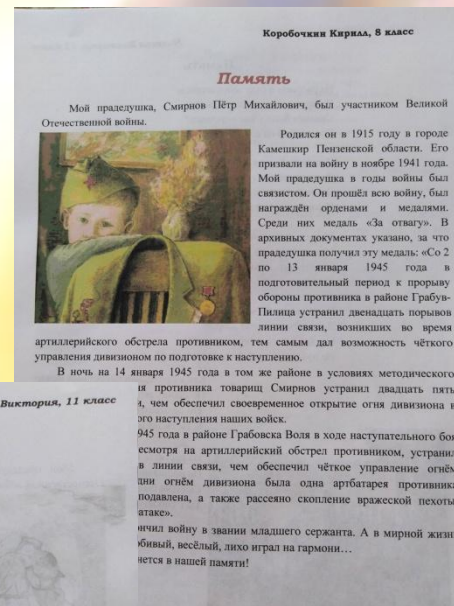 Коробочкин Кирилл, 8 класс
Память
Мой прадедушка, Смирнов Пётр Михайлович, был участником Великой
Отечественной войны.
Родился он в 1915 году в городе
Камешкир Пензенской области. Его
призвали на войну в ноябре 1941 года.
Мой прадедушка в годы войны был
связистом. Он прошёл всю войну, был
награждён орденами и медалями.
Среди них медаль «За отвагу». В
архивных документах указано, за что
прадедушка получил эту медаль: «Со 2
по 13 января 1945 года в
подготовительный период к прорыву
обороны противника в районе Грабув-
Пилица устранил двенадцать порывов
линии связи, возникших во время
артиллерийского обстрела противником, тем самым дал возможность чёткого
управления дивизионом по подготовке к наступлению.
В ночь на 14 января 1945 года в том же районе в условиях методического
противника товарищ Смирнов устранил двадцать пять
чем обеспечил своевременное открытие огня дивизиона в
наступления наших войск.
945 года в районе Грабовска Воля в ходе наступательного боя
на артиллерийский обстрел противником, устранил
линии связи, чем обеспечил чёткое управление огнём
огнём дивизиона была одна артбатарея противника
подавлена, а также рассеяно скопление вражеской пехоты
атаке».
войну в звании младшего сержанта. А в мирной жизни
весёлый, лихо играл на гармони…
в нашей памяти!
Виктория, 11 класс